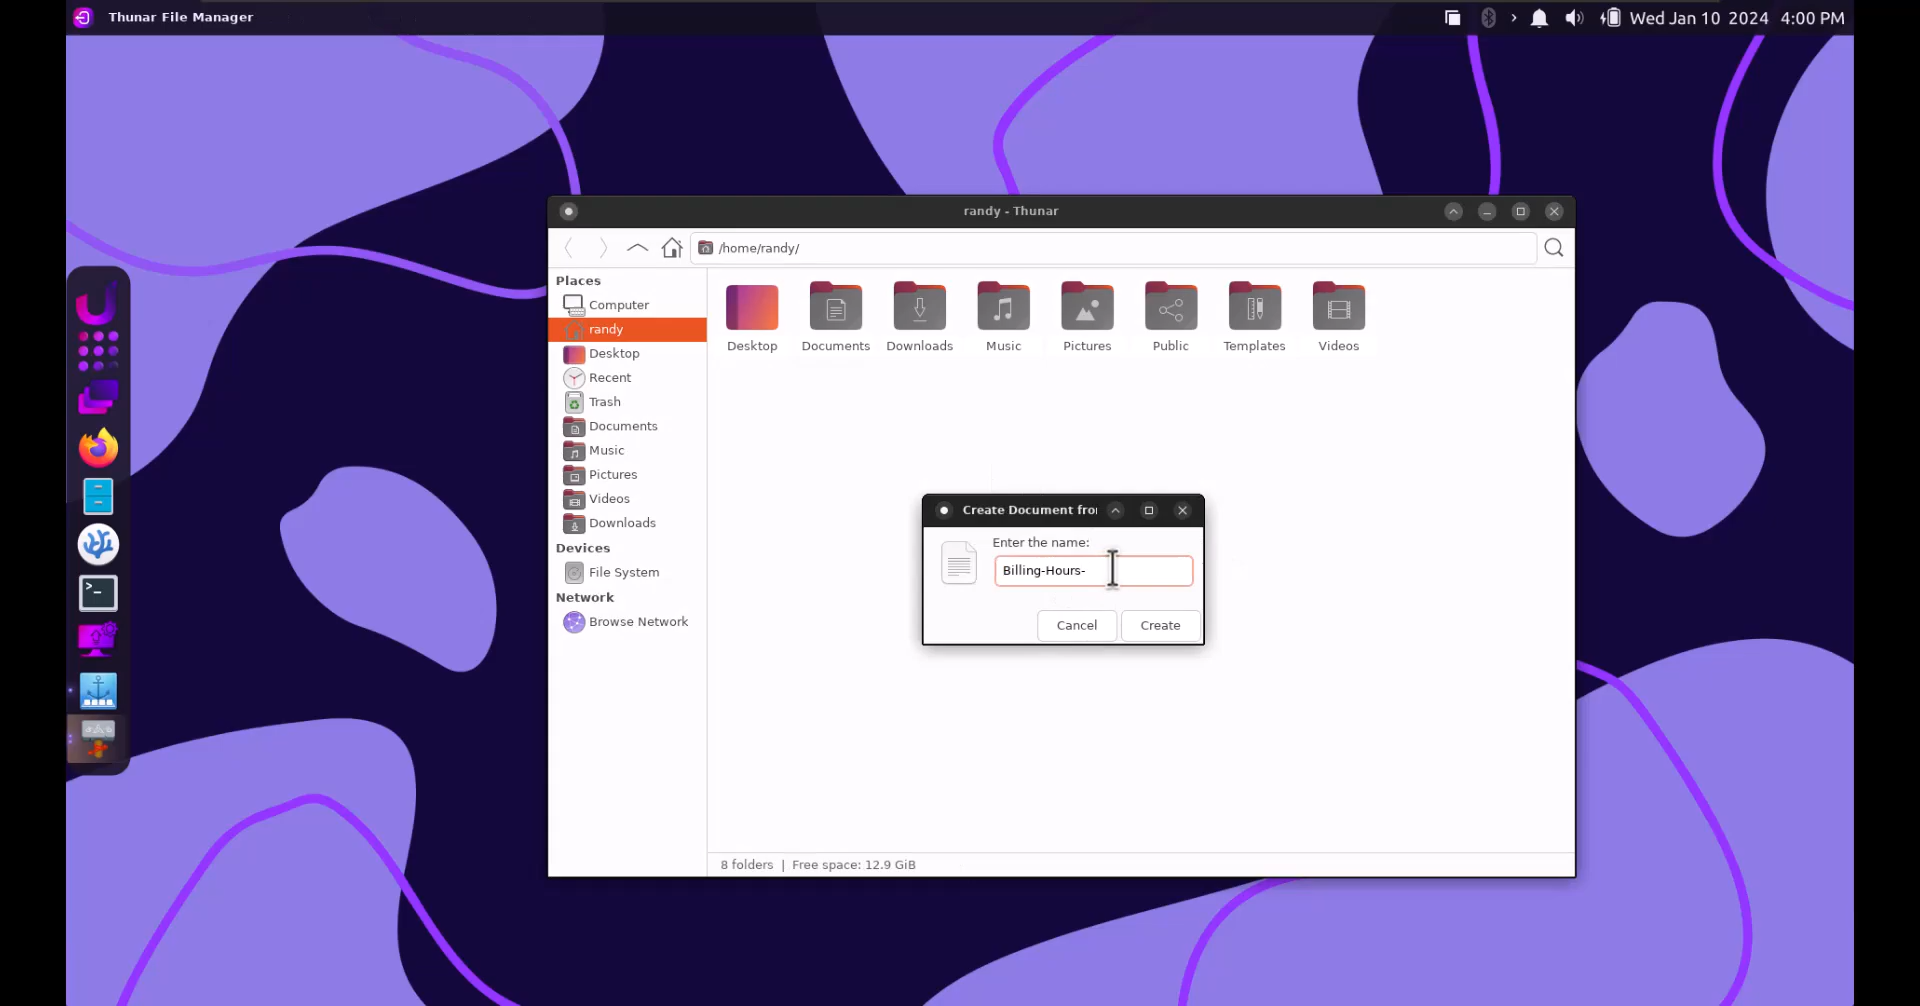 Thunar File Manager
Wed Jan 10 2024 4:00 PM
randy - Thunar
/home/randy/
Places
Computer
randy
Desktop
Recent
Trash
Documents
Music
Pictures
Videos
Downloads
Devices
File System
Network
Browse Network
Desktop Documents Downloads Music Pictures Public Templates Videos
Create Document fro
Enter the name:
Billing-Hours-
Cancel Create
8 folders | Free space: 12.9 GiB